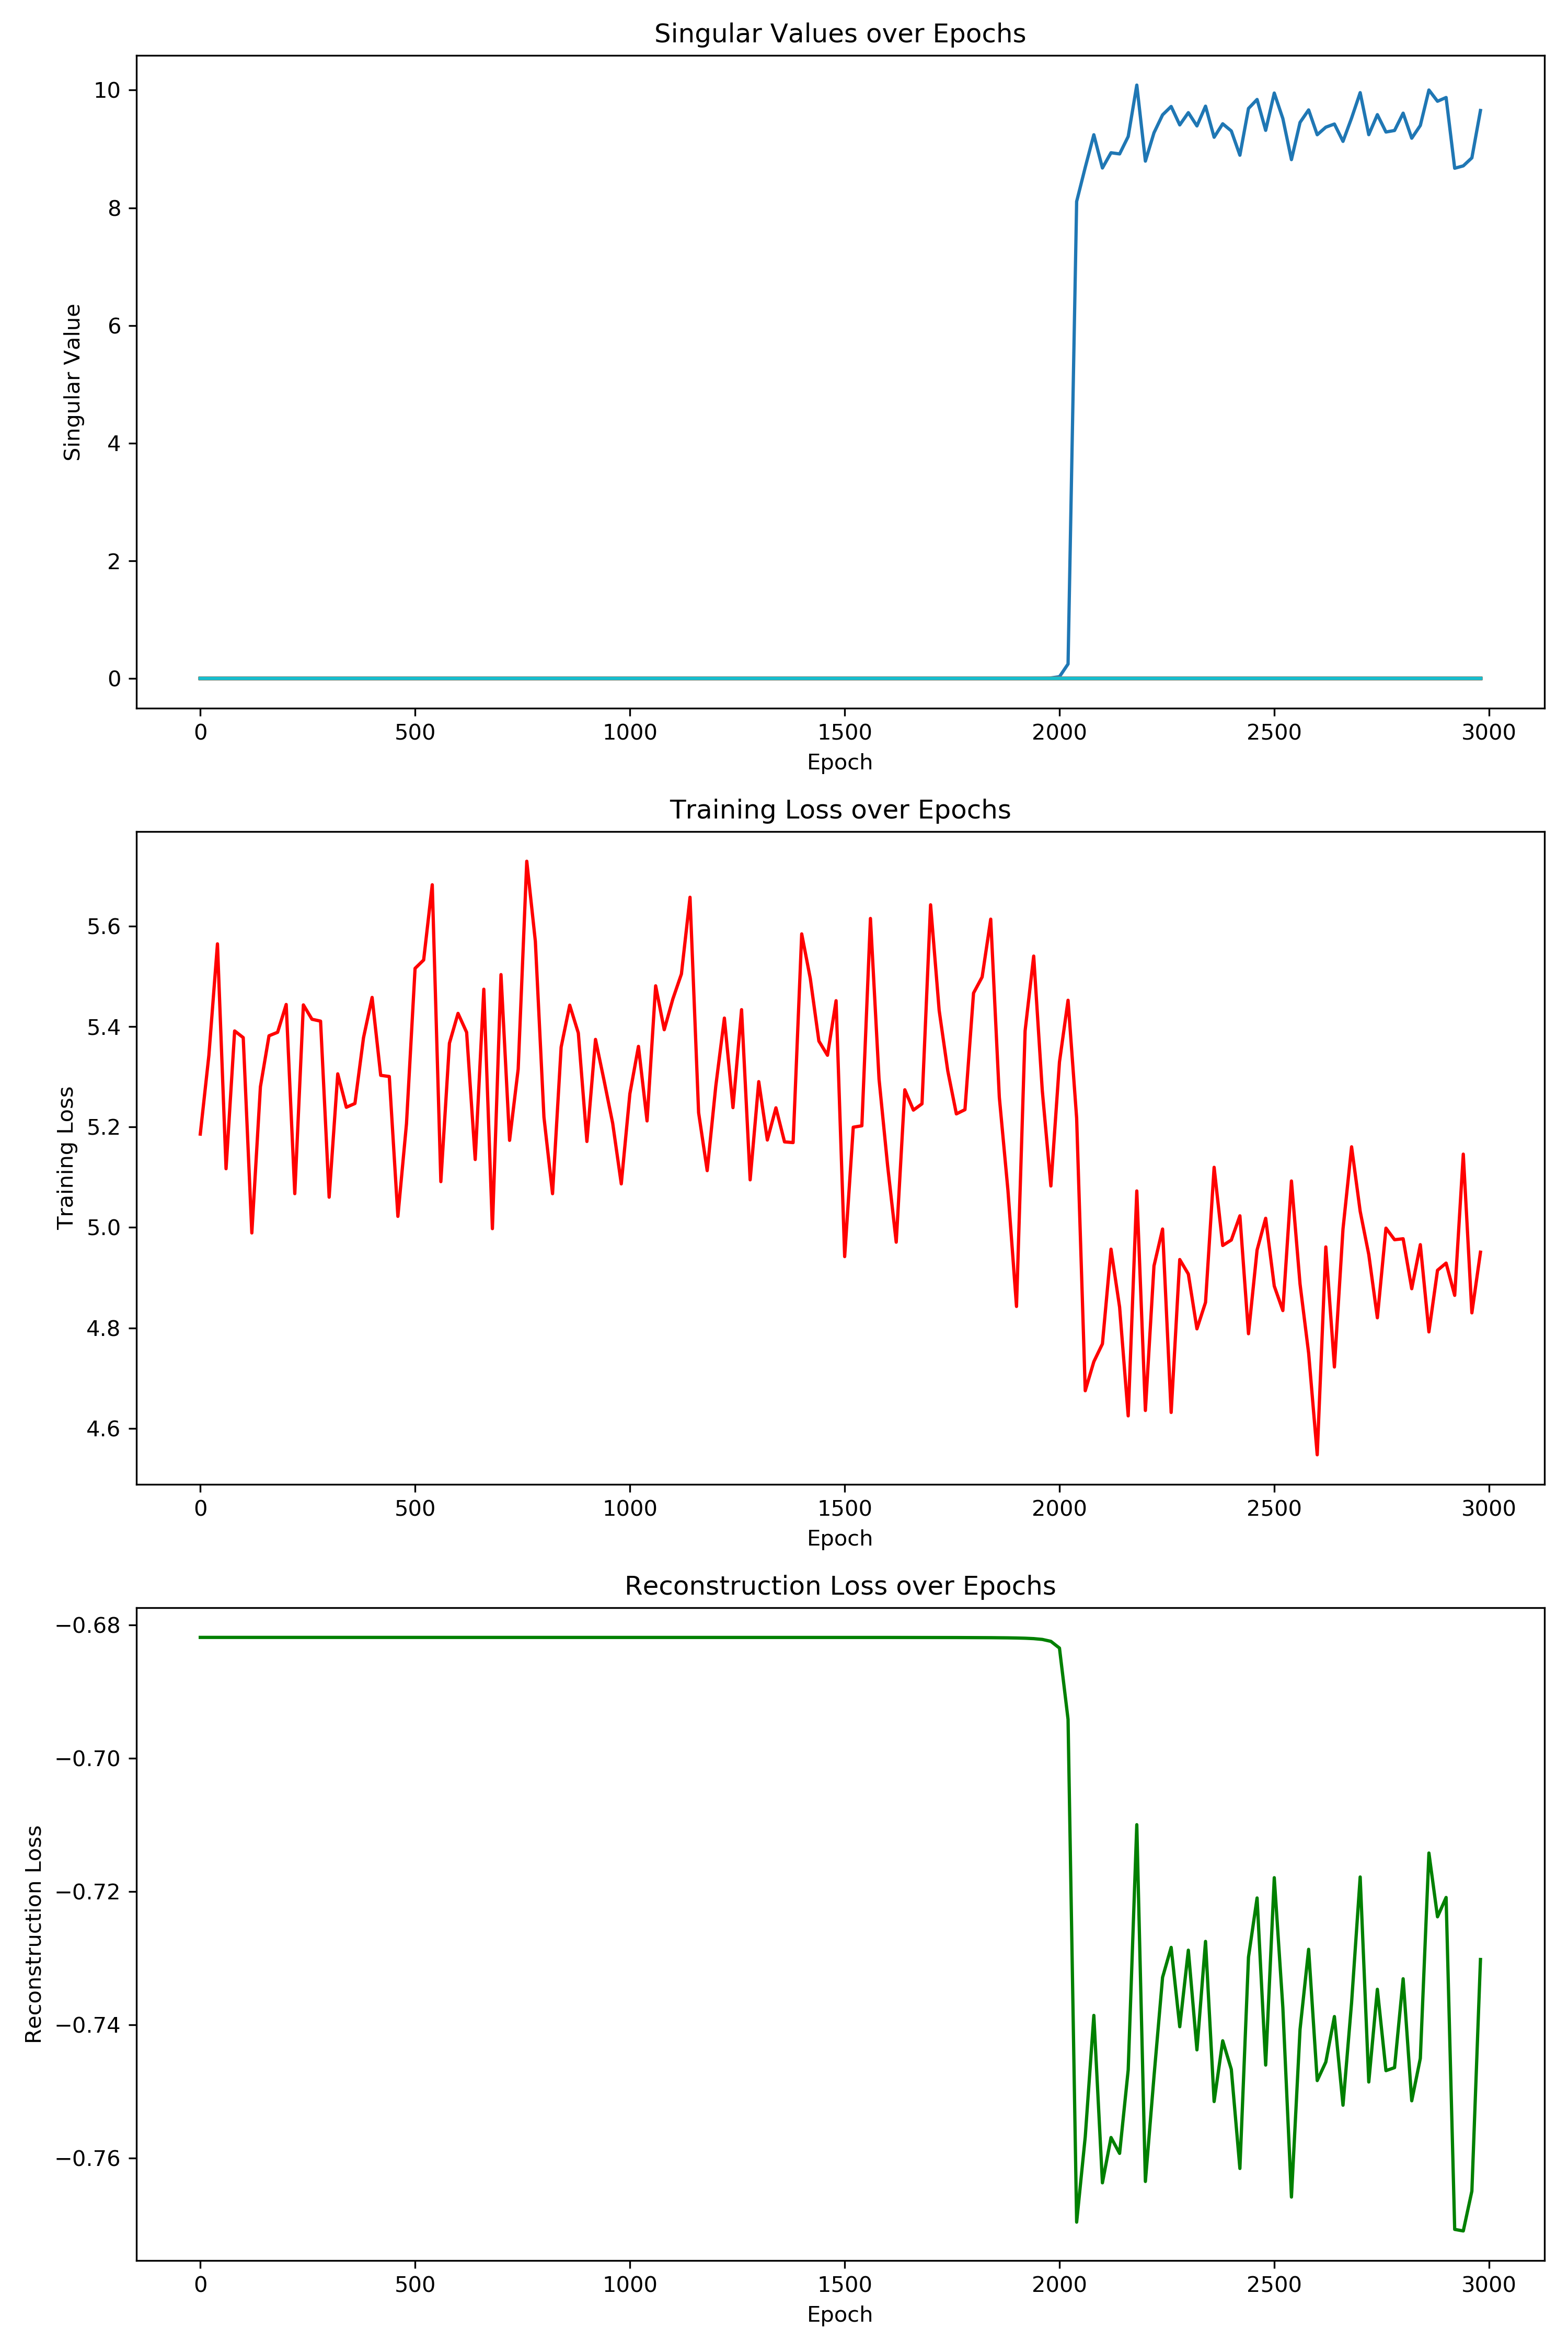 Singular Values over Epochs
10
8
6
4
2
0
Singular Value
0 500 1000 1500 2000 2500 3000
Epoch
Training Loss over Epochs
5.6
5.4
5.2
5.0
4.8
4.6
Training Loss
0 500 1000 1500 2000 2500 3000
Epoch
Reconstruction Loss over Epochs
−0.68
−0.70
−0.72
−0.74
−0.76
Reconstruction Loss
0 500 1000 1500 2000 2500 3000
Epoch